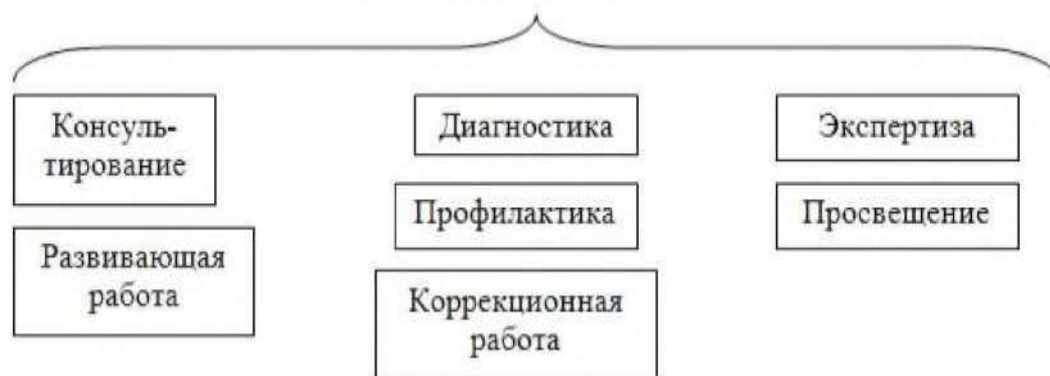 Консуль-
тирование
Развивающая
работа
Диагностика
Профилактика
Коррекционная
работа
Экспертиза
Просвещение